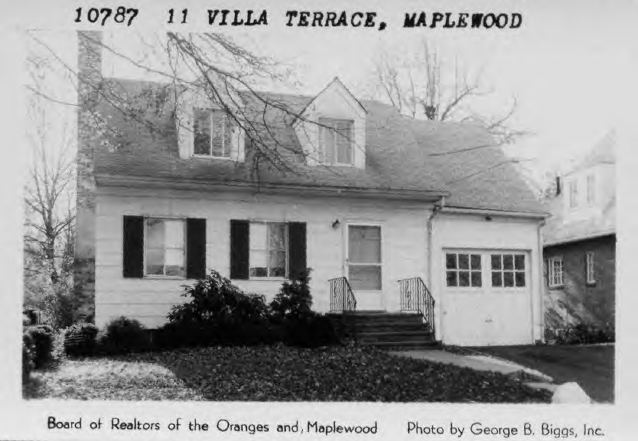 10787 11 VILLA TERRACE, MAPLEWOOD
Board of Realtors of the Oranges and, Maplewood Photo by George B. Biggs, Inc.